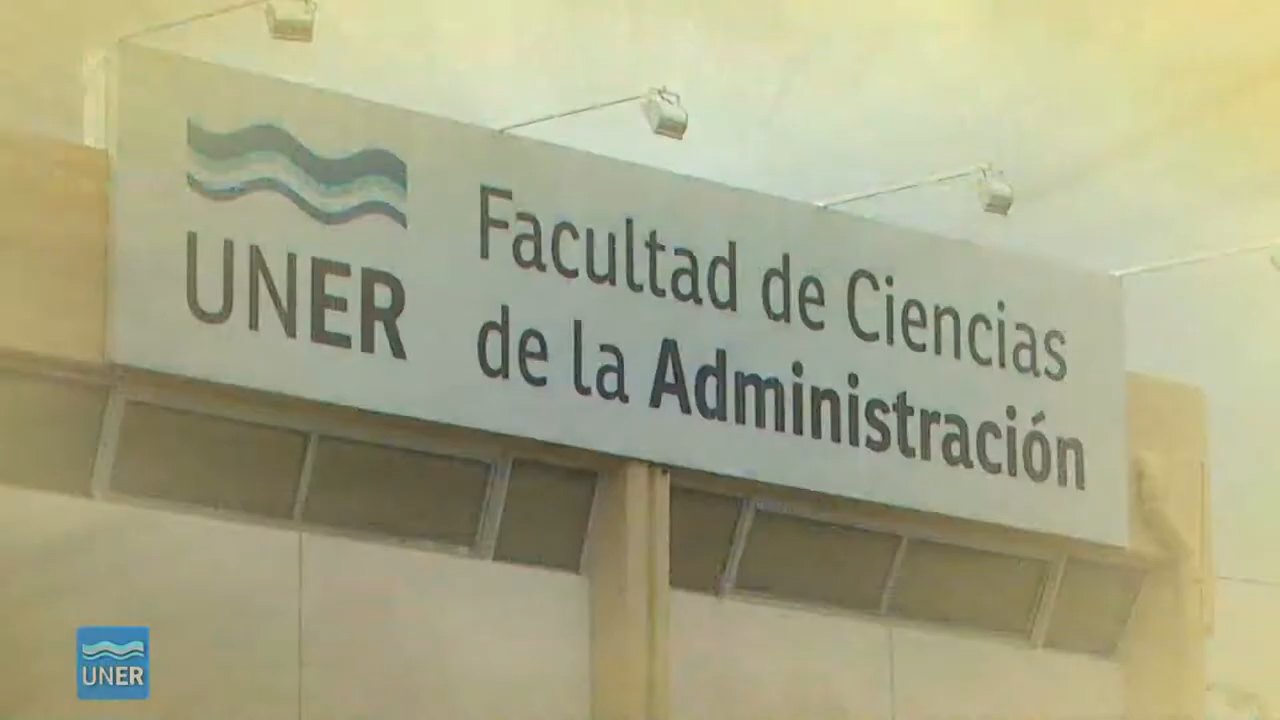 UNER
Facultad de Ciencias
de la Administración
UNER